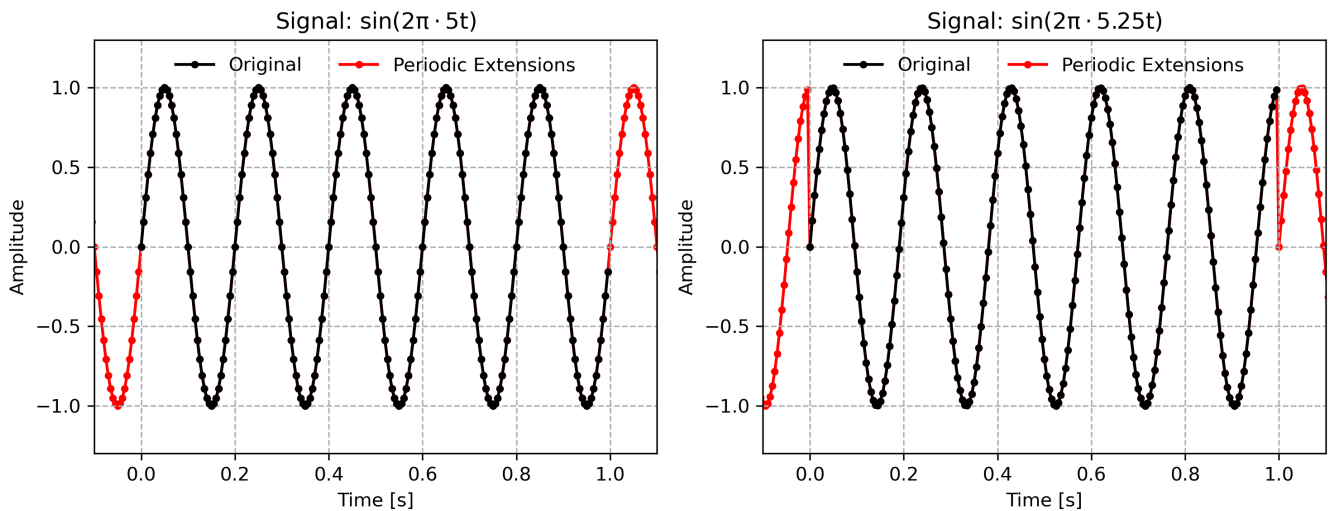 Signal: sin(2π · 5t)
Original
Periodic Extensions
1.0
0.5
0.0
−0.5
−1.0
Amplitude
0.0
0.2
0.4
0.6
0.8
1.0
Time [s]
Signal: sin(2π · 5.25t)
Original
Periodic Extensions
1.0
0.5
0.0
−0.5
−1.0
Amplitude
0.0
0.2
0.4
0.6
0.8
1.0
Time [s]